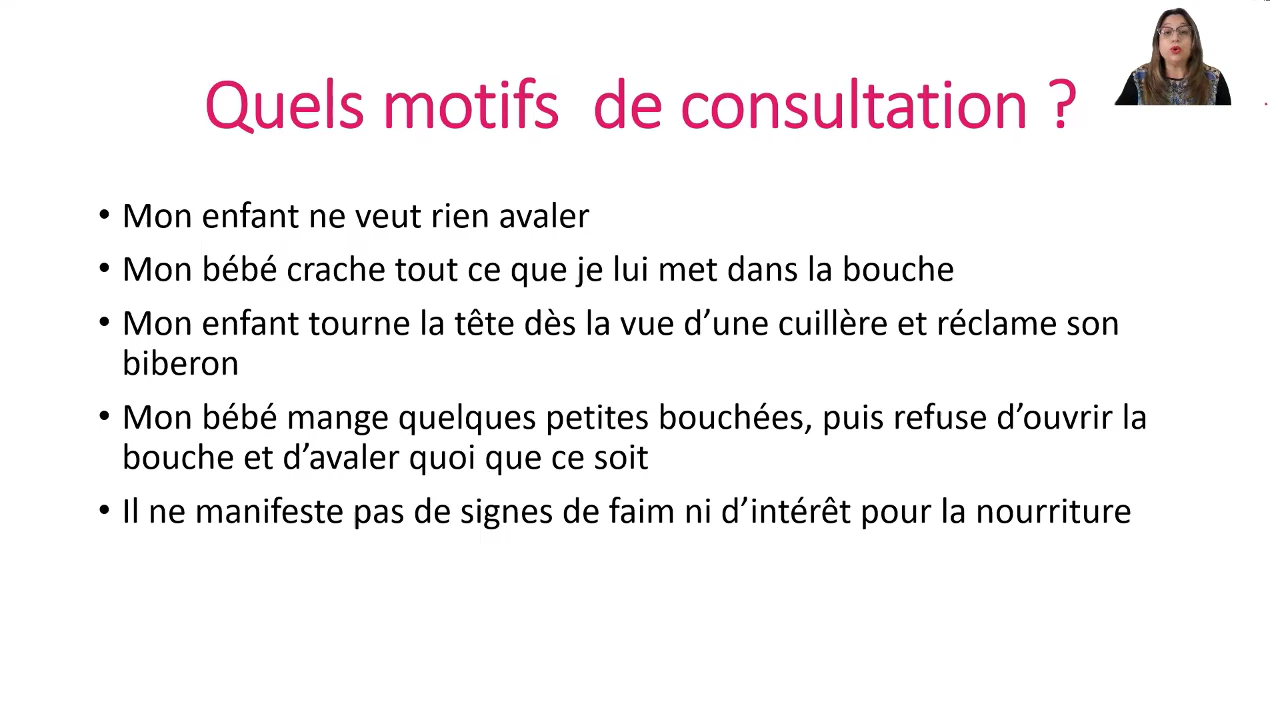 Quels motifs de consultation ?
• Mon enfant ne veut rien avaler
• Mon bébé crache tout ce que je lui met dans la bouche
• Mon enfant tourne la tête dès la vue d’une cuillère et réclame son
biberon
• Mon bébé mange quelques petites bouchées, puis refuse d’ouvrir la
bouche et d’avaler quoi que ce soit
• Il ne manifeste pas de signes de faim ni d’intérêt pour la nourriture